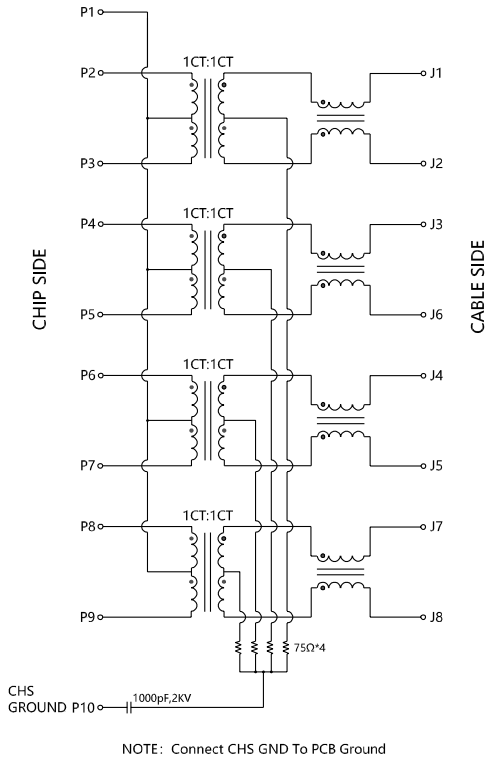 P1
1CT:1CT
P2
J1
P3
J2
1CT:1CT
P4
J3
CHIP SIDE
CABLE SIDE
P5
J6
1CT:1CT
P6
J4
P7
J5
1CT:1CT
P8
J7
P9
J8
75Ω*4
CHS
GROUND P10
1000pF,2KV
NOTE: Connect CHS GND To PCB Ground